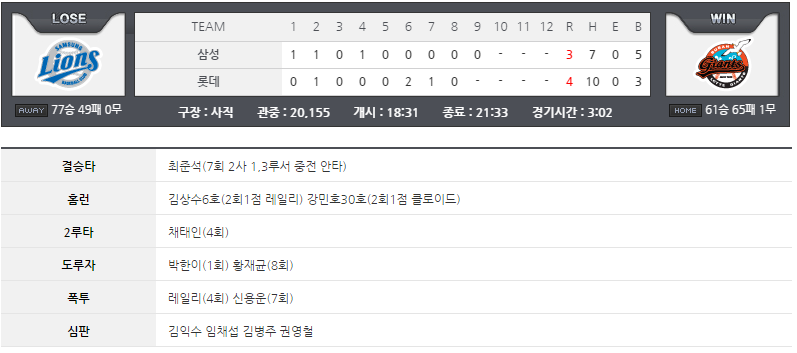 LOSE TEAM 1 2 3 4 5 6 7 8 9 10 11 12 R H E B WIN
SAMSUNG Lions 삼성 1 1 0 1 0 0 0 0 0 - - - 3 7 0 5 Giants
롯데 0 1 0 0 0 2 1 0 - - - - 4 10 0 3
AWAY 77승 49패 0무 구장 : 사직 관중 : 20,155 개시 : 18:31 종료 : 21:33 경기시간 : 3:02 HOME 61승 65패 1무
결승타 최준석(7회 2사 1,3루서 중전 안타)
홈런 김상수6호(2회1점 레일리) 강민호30호(2회1점 클로이드)
2루타 채태인(4회)
도루자 박한이(1회) 황재균(8회)
폭투 레일리(4회) 신용운(7회)
심판 김익수 임채섭 김병주 권영철